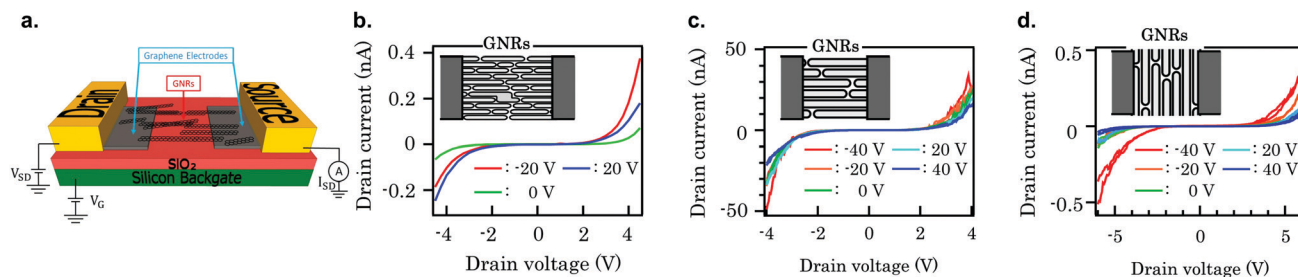 a.
Graphene Electrodes
GNRs
Drain
Source
V_SD
SiO₂
Silicon Backgate
V_G
A
I_SD
b.
GNRs
Drain current (nA)
0.4
0.2
0
-0.2
: -20 V : 20 V
: 0 V
-4 -2 0 2 4
Drain voltage (V)
c.
GNRs
Drain current (nA)
50
0
-50
: -40 V : 20 V
: -20 V : 40 V
: 0 V
-4 -2 0 2 4
Drain voltage (V)
d.
GNRs
Drain current (nA)
0.5
0
-0.5
: -40 V : 20 V
: -20 V : 40 V
: 0 V
-5 0 5
Drain voltage (V)